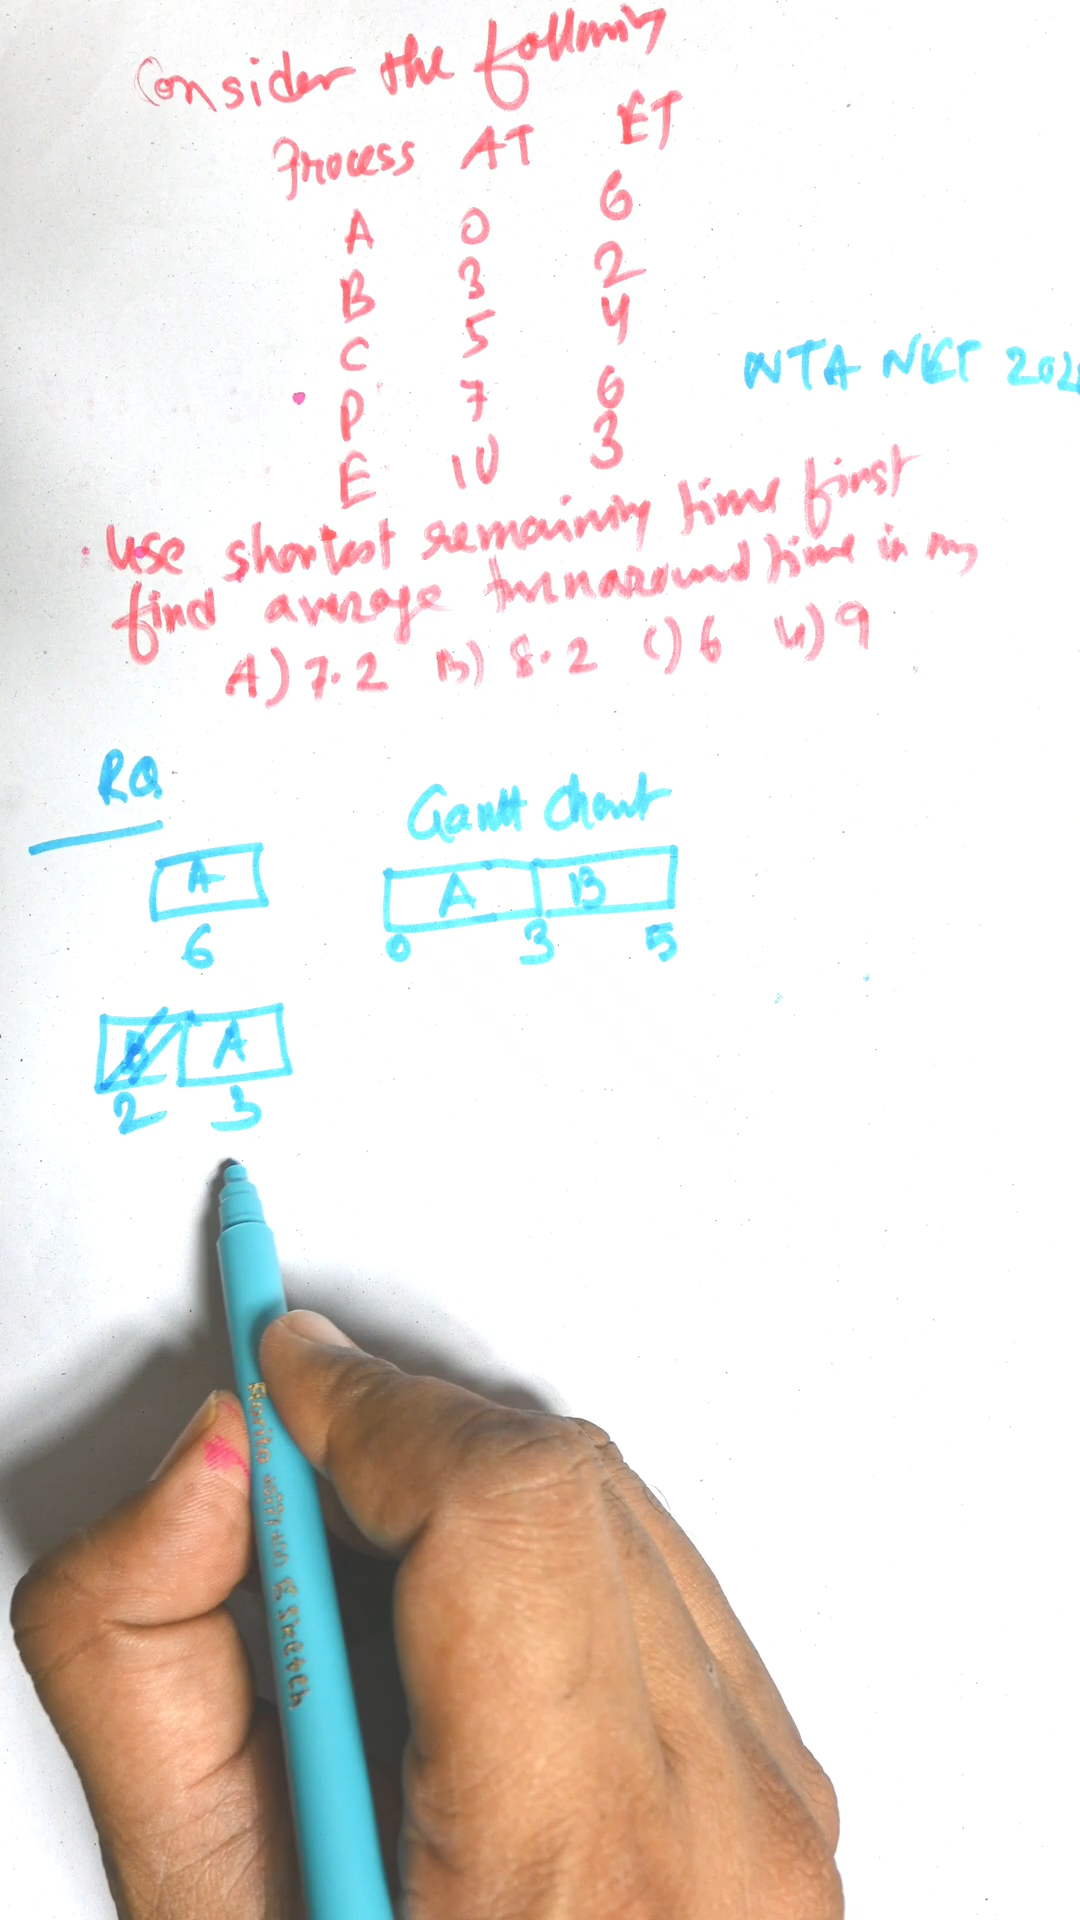 Consider the following
Process AT ET
A 0 6
B 3 2
C 5 4
D 7 6
E 10 3
NTA NET
Use shortest remaining time first
find average turnaround time in ms
A) 7.2 B) 8.2 C) 6 4) 9
RQ
Gantt Chart
A
6
A B
0 3 5
B A
2 3
Sketch